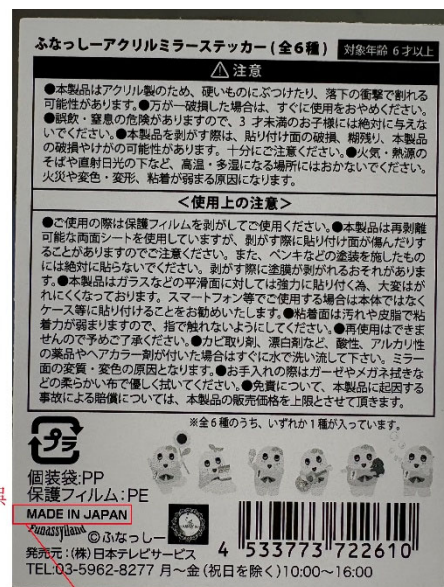 ふなっしーアクリルミラーステッカー(全6種) 対象年齢 6才以上
⚠注意
●本製品はアクリル製のため、硬いものにぶつけたり、落下の衝撃で割れる
可能性があります。●万が一破損した場合は、すぐに使用をおやめください。
●誤飲・窒息の危険がありますので、3 才未満のお子様には絶対に与えな
いでください。●本製品を剥がす際は、貼り付け面の破損、糊残り、本製品
の破損やけがの可能性があります。十分にご注意ください。●火気・熱源の
そばや直射日光の下など、高温・多湿になる場所にはおかないでください。
火災や変色・変形、粘着が弱まる原因になります。
<使用上の注意>
●ご使用の際は保護フィルムを剥がしてご使用ください。●本製品は再剥離
可能な両面シートを使用していますが、剥がす際に貼り付け面が傷んだりす
ることがありますのでご注意ください。また、ペンキなどの塗装を施したもの
には絶対に貼らないでください。剥がす際に塗膜が剥がれるおそれがありま
す。●本製品はガラスなどの平滑面に対しては強力に貼り付く為、大変はが
れにくくなっております。スマートフォン等でご使用する場合は本体ではなく
ケース等に貼り付けることをお勧めいたします。●粘着面は汚れや皮脂で粘
着力が弱まりますので、指で触れないようにしてください。●再使用はできま
せんので予めご了承ください。●カビ取り剤、漂白剤など、酸性、アルカリ性
の薬品やヘアカラー剤が付いた場合はすぐに水で洗い流して下さい。ミラー
面の変質・変色の原因となります。●お手入れの際はガーゼやメガネ拭きな
どの柔らかい布で優しく拭いてください。●免責について、本製品に起因する
事故による賠償については、本製品の販売価格を上限とさせて頂きます。
※全6種のうち、いずれか1種が入っています。
プラ
個装袋:PP
保護フィルム:PE
MADE IN JAPAN
FunassyLand ©ふなっしー
発売元:(株)日本テレビサービス
4 533773 722610
TEL:03-5962-8277 月〜金(祝日を除く)10:00〜16:00